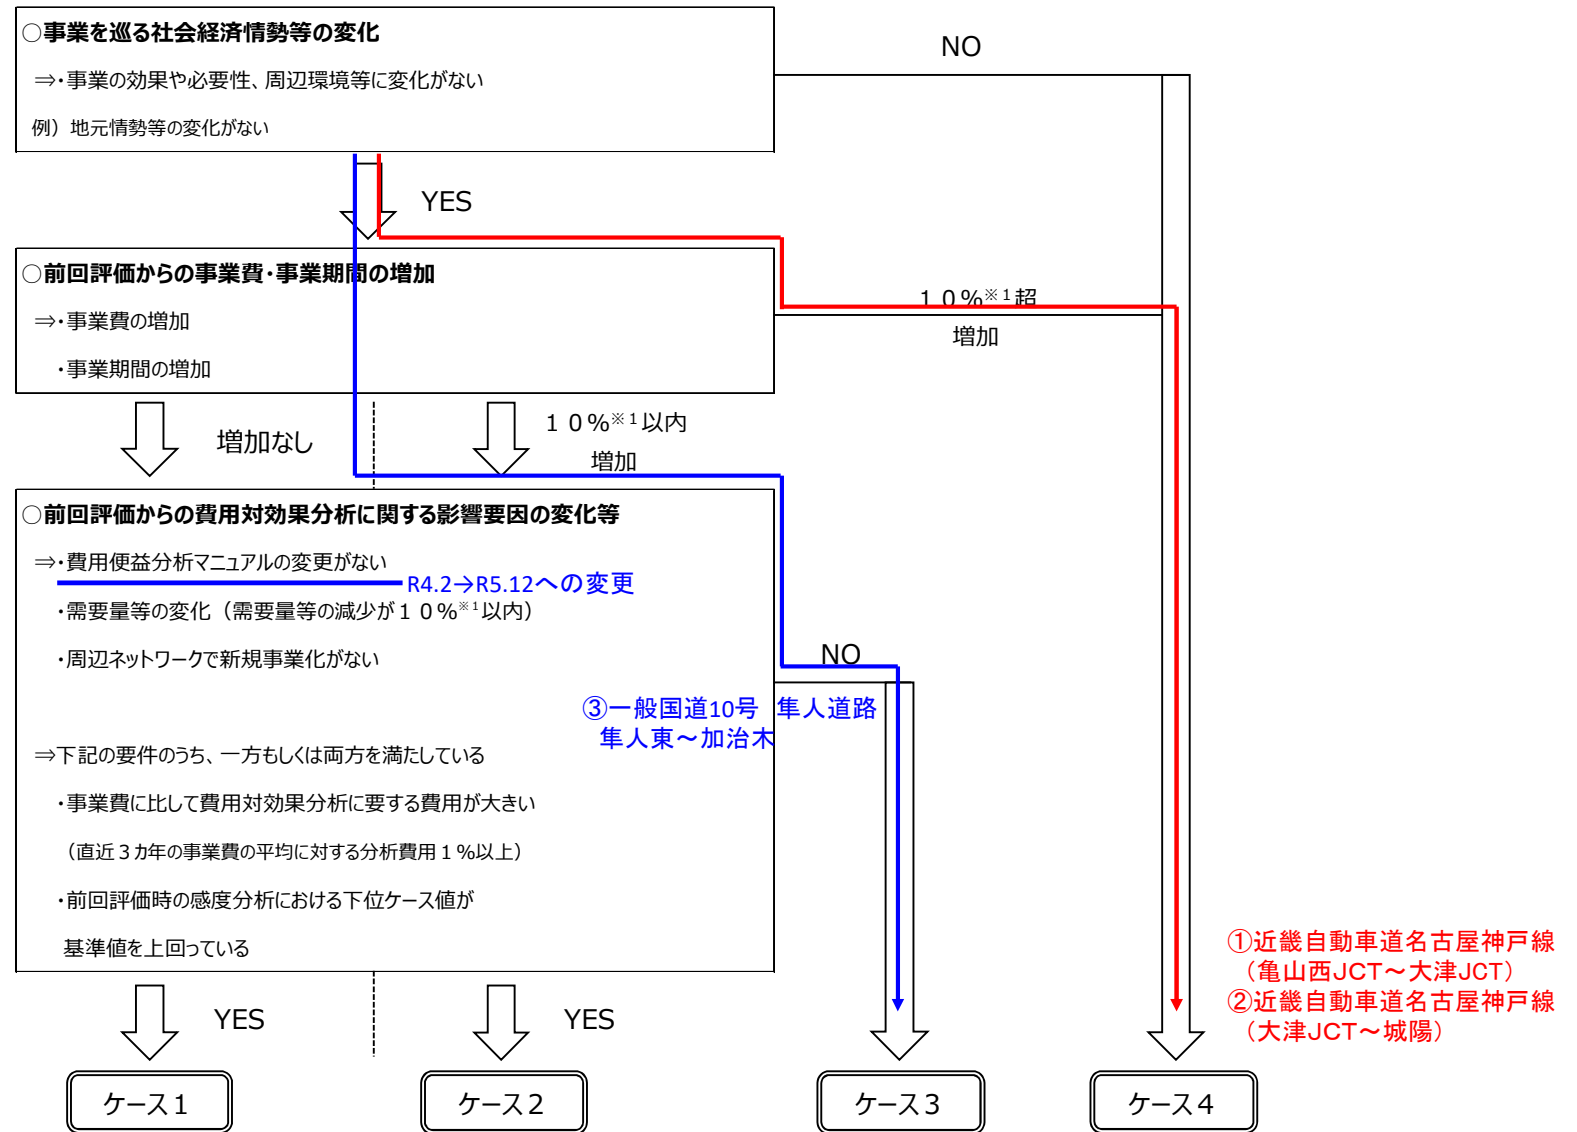 ○事業を巡る社会経済情勢等の変化
⇒・事業の効果や必要性、周辺環境等に変化がない
例）地元情勢等の変化がない
NO
YES
○前回評価からの事業費・事業期間の増加
⇒・事業費の増加
・事業期間の増加
１０%※1超
増加
増加なし
１０%※1以内
増加
○前回評価からの費用対効果分析に関する影響要因の変化等
⇒・費用便益分析マニュアルの変更がない
R4.2→R5.12への変更
・需要量等の変化（需要量等の減少が１０%※1以内）
・周辺ネットワークで新規事業化がない
NO
③一般国道10号　隼人道路
隼人東～加治木
⇒下記の要件のうち、一方もしくは両方を満たしている
・事業費に比して費用対効果分析に要する費用が大きい
（直近３カ年の事業費の平均に対する分析費用１%以上）
・前回評価時の感度分析における下位ケース値が
基準値を上回っている
①近畿自動車道名古屋神戸線
（亀山西JCT～大津JCT）
②近畿自動車道名古屋神戸線
（大津JCT～城陽）
YES
YES
ケース１
ケース２
ケース３
ケース４